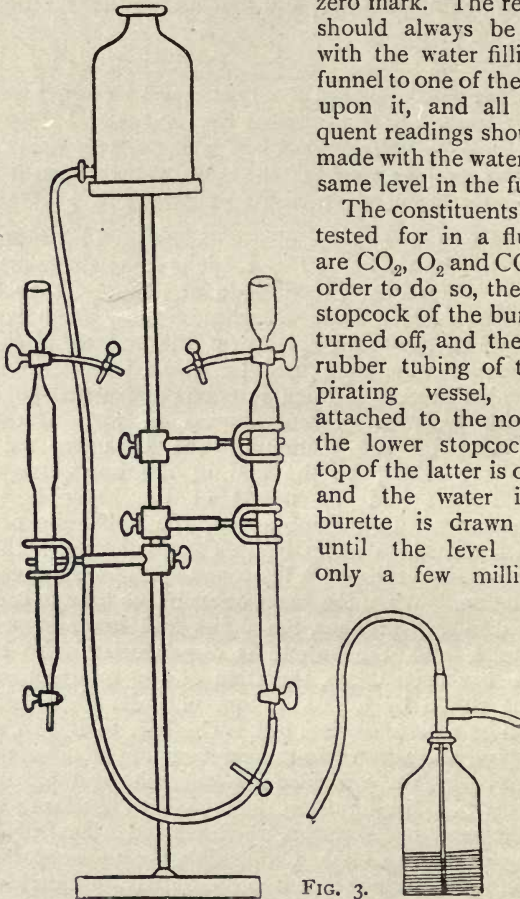 zero mark. The re
should always be
with the water filli
funnel to one of the
upon it, and all
quent readings shou
made with the water
same level in the fu
The constituents
tested for in a flu
are CO₂, O₂ and CO
order to do so, the
stopcock of the bur
turned off, and the
rubber tubing of t
pirating vessel,
attached to the no
the lower stopcoc
top of the latter is o
and the water i
burette is drawn
until the level
only a few milli
FIG. 3.